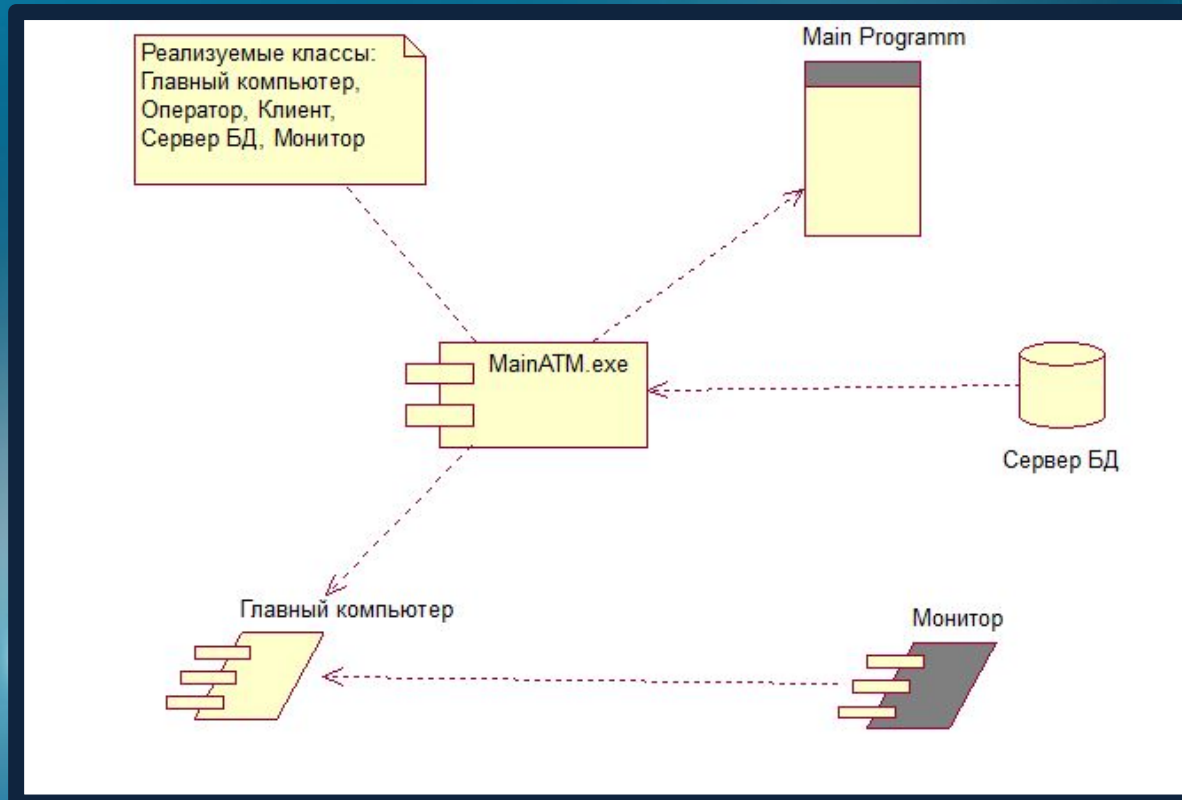 Реализуемые классы:
Главный компьютер,
Оператор, Клиент,
Сервер БД, Монитор
Main Programm
MainATM.exe
Сервер БД
Главный компьютер
Монитор